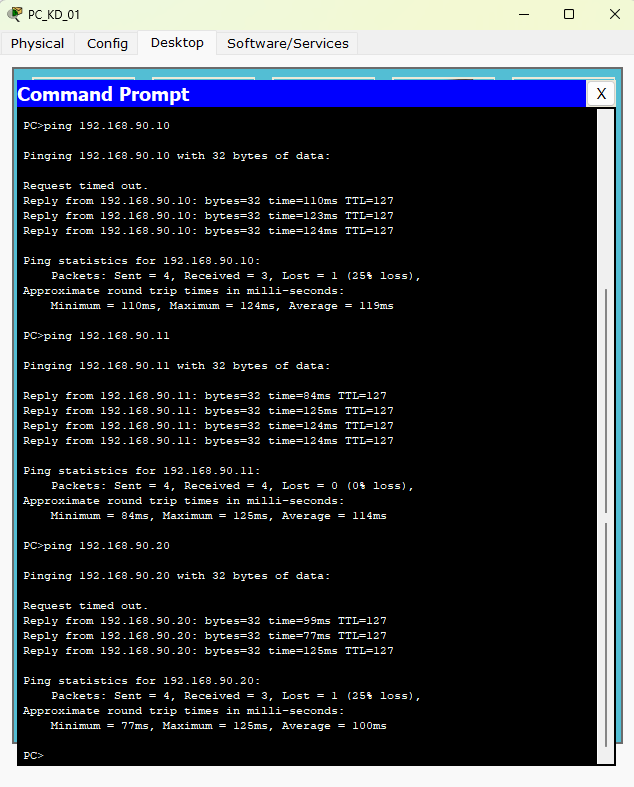 PC_KD_01
Physical Config Desktop Software/Services
Command Prompt X
PC>ping 192.168.90.10
Pinging 192.168.90.10 with 32 bytes of data:
Request timed out.
Reply from 192.168.90.10: bytes=32 time=110ms TTL=127
Reply from 192.168.90.10: bytes=32 time=123ms TTL=127
Reply from 192.168.90.10: bytes=32 time=124ms TTL=127
Ping statistics for 192.168.90.10:
    Packets: Sent = 4, Received = 3, Lost = 1 (25% loss),
Approximate round trip times in milli-seconds:
    Minimum = 110ms, Maximum = 124ms, Average = 119ms
PC>ping 192.168.90.11
Pinging 192.168.90.11 with 32 bytes of data:
Reply from 192.168.90.11: bytes=32 time=84ms TTL=127
Reply from 192.168.90.11: bytes=32 time=125ms TTL=127
Reply from 192.168.90.11: bytes=32 time=124ms TTL=127
Reply from 192.168.90.11: bytes=32 time=124ms TTL=127
Ping statistics for 192.168.90.11:
    Packets: Sent = 4, Received = 4, Lost = 0 (0% loss),
Approximate round trip times in milli-seconds:
    Minimum = 84ms, Maximum = 125ms, Average = 114ms
PC>ping 192.168.90.20
Pinging 192.168.90.20 with 32 bytes of data:
Request timed out.
Reply from 192.168.90.20: bytes=32 time=99ms TTL=127
Reply from 192.168.90.20: bytes=32 time=77ms TTL=127
Reply from 192.168.90.20: bytes=32 time=125ms TTL=127
Ping statistics for 192.168.90.20:
    Packets: Sent = 4, Received = 3, Lost = 1 (25% loss),
Approximate round trip times in milli-seconds:
    Minimum = 77ms, Maximum = 125ms, Average = 100ms
PC>